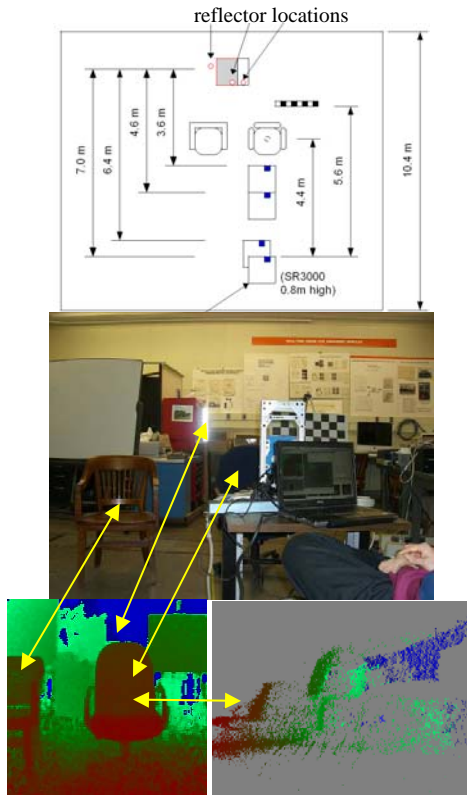 reflector locations
7.0 m
6.4 m
4.6 m
3.6 m
4.4 m
5.6 m
10.4 m
(SR3000
0.8m high)